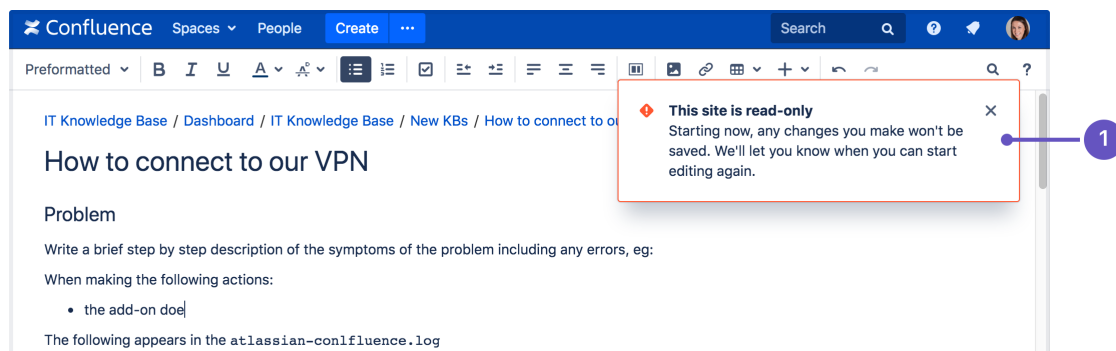 Confluence Spaces People Create ··· Search ?
Preformatted B I U A A ?
IT Knowledge Base / Dashboard / IT Knowledge Base / New KBs / How to connect to ou
This site is read-only
Starting now, any changes you make won't be
saved. We'll let you know when you can start
editing again.
1
How to connect to our VPN
Problem
Write a brief step by step description of the symptoms of the problem including any errors, eg:
When making the following actions:
• the add-on doe
The following appears in the atlassian-conlfluence.log